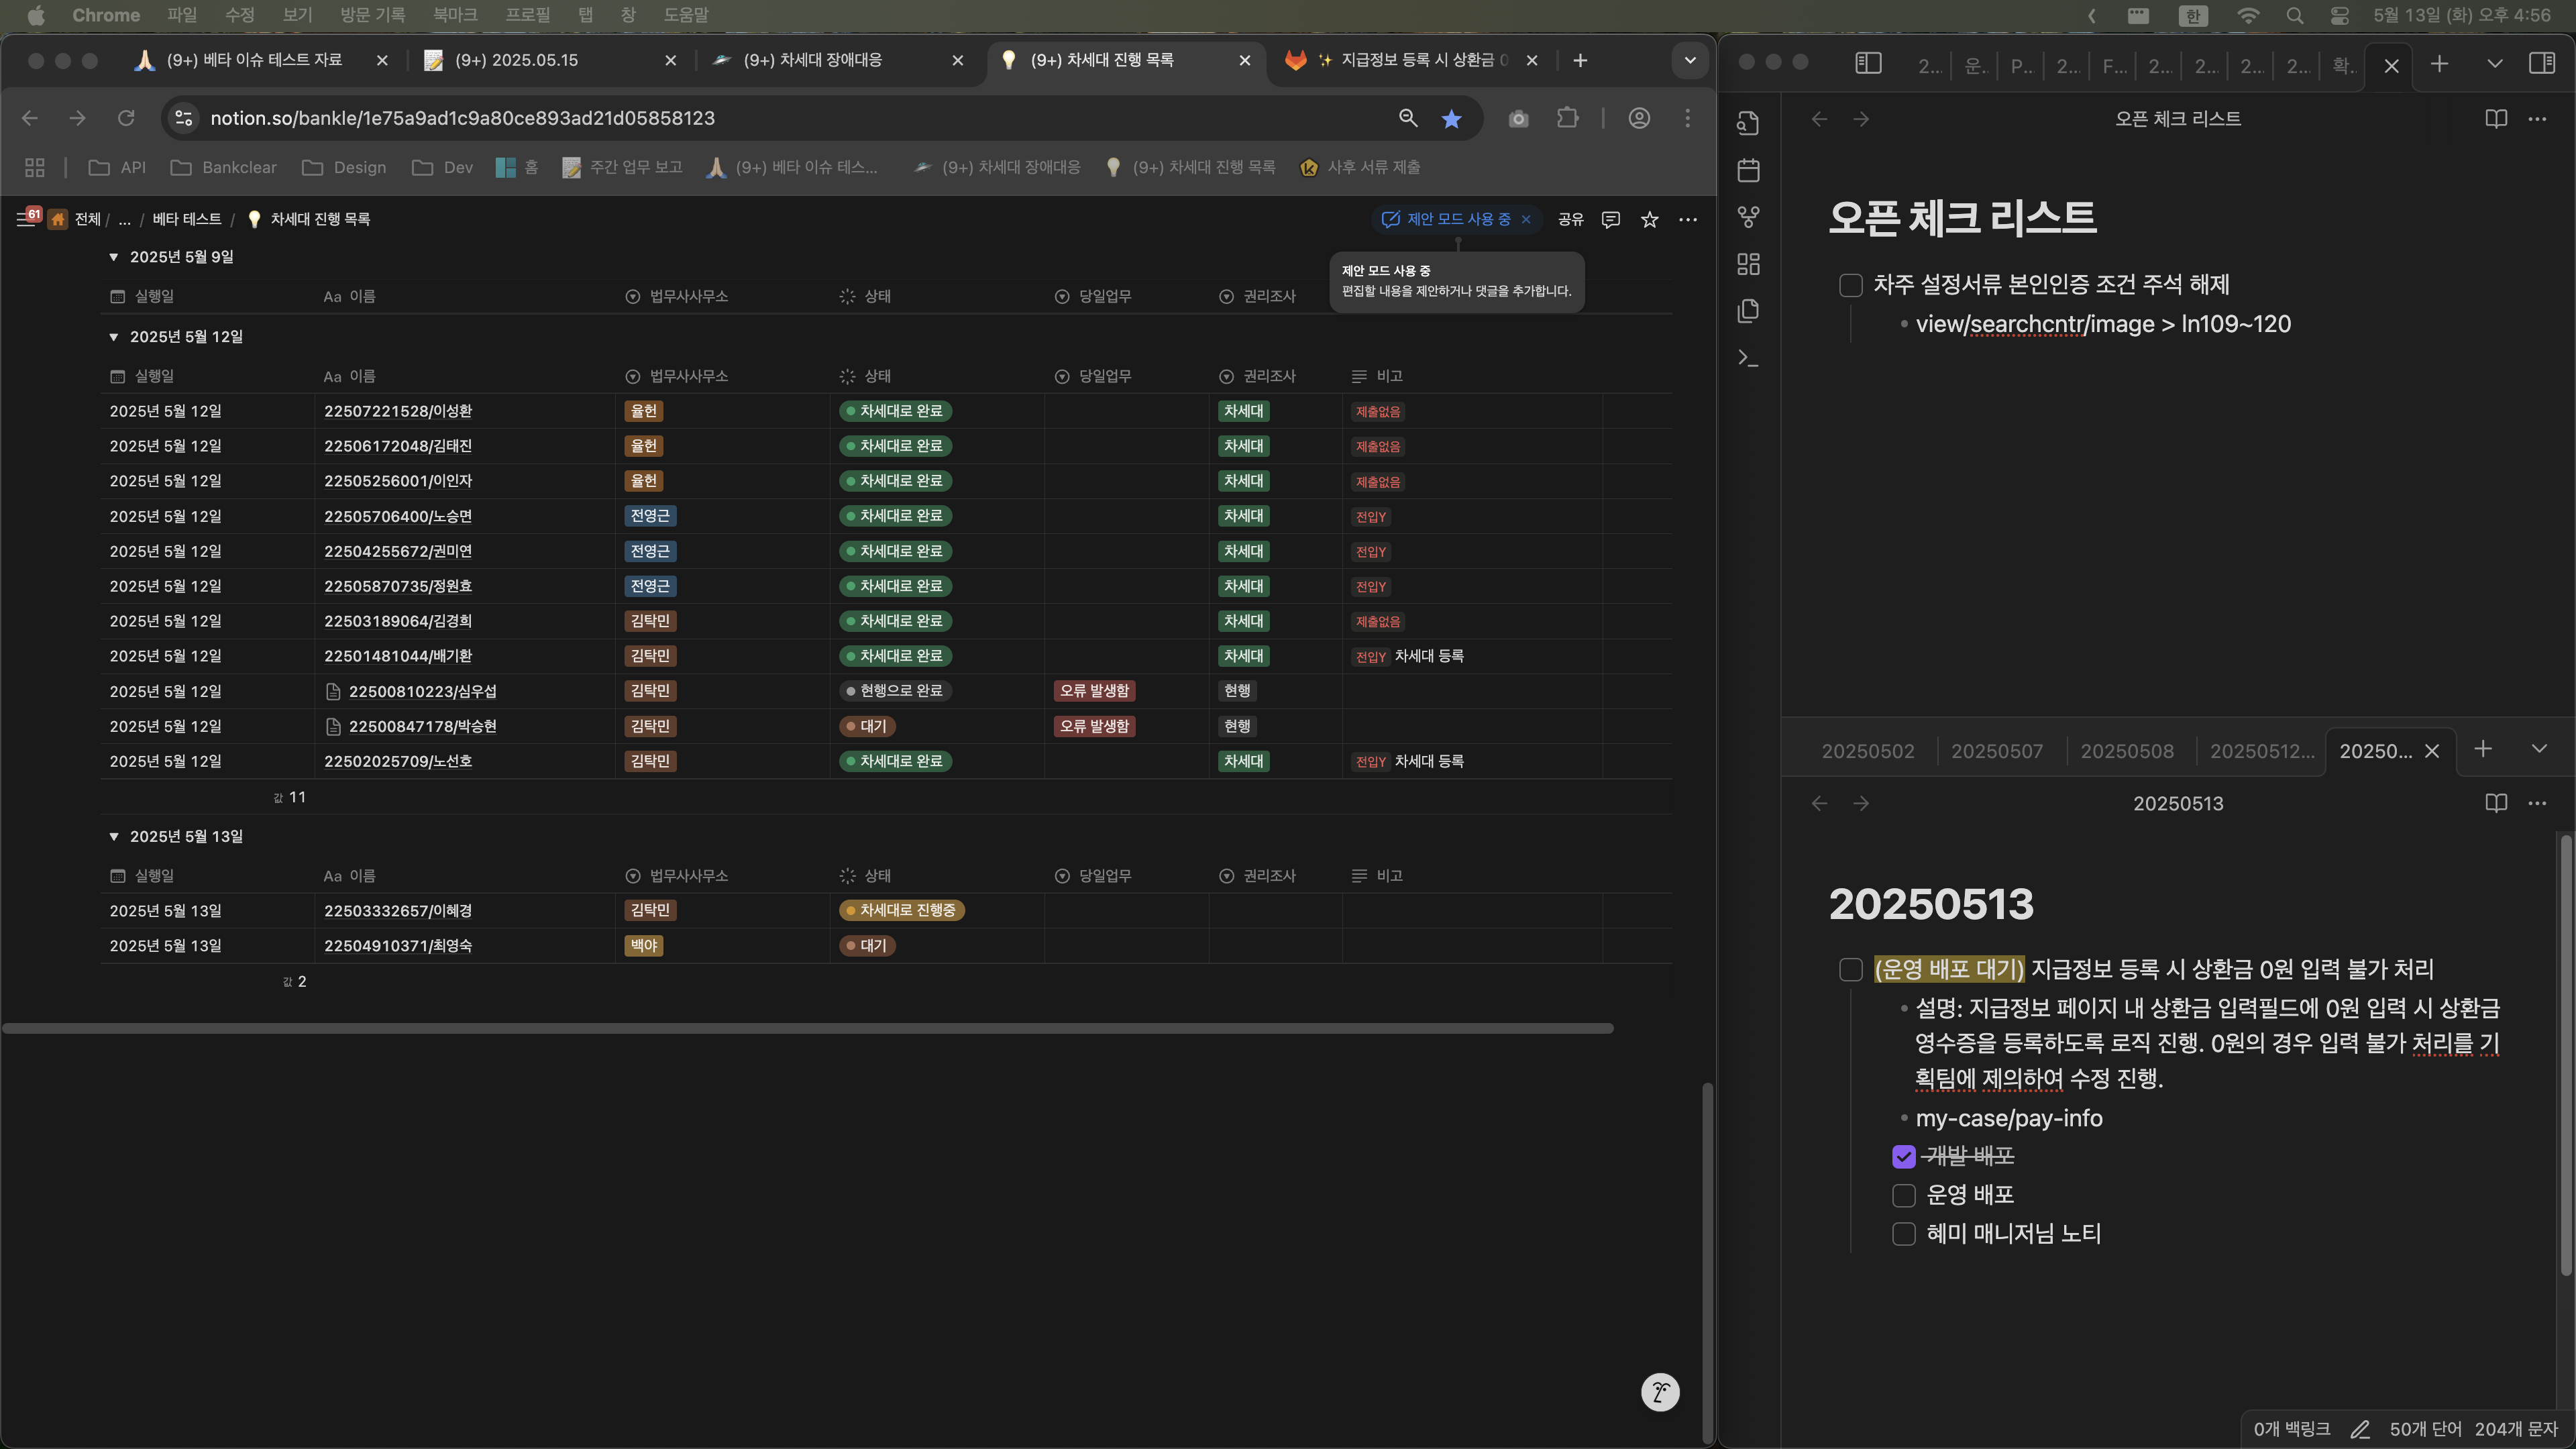 Chrome 파일 수정 보기 방문 기록 북마크 프로필 탭 창 도움말
한 5월 13일 (화) 오후 4:56
(9+) 베타 이슈 테스트 자료
(9+) 2025.05.15
(9+) 차세대 장애대응
(9+) 차세대 진행 목록
✨ 지급정보 등록 시 상환금 0
notion.so/bankle/1e75a9ad1c9a80ce893ad21d05858123
API Bankclear Design Dev 홈 주간 업무 보고 (9+) 베타 이슈 테스... (9+) 차세대 장애대응 (9+) 차세대 진행 목록 사후 서류 제출
61 전체 / ... / 베타 테스트 / 차세대 진행 목록
제안 모드 사용 중 공유
제안 모드 사용 중
편집할 내용을 제안하거나 댓글을 추가합니다.
2025년 5월 9일
실행일 Aa 이름 법무사사무소 상태 당일업무 권리조사
2025년 5월 12일
실행일 Aa 이름 법무사사무소 상태 당일업무 권리조사 비고
2025년 5월 12일 22507221528/이성환 율헌 차세대로 완료 차세대 제출없음
2025년 5월 12일 22506172048/김태진 율헌 차세대로 완료 차세대 제출없음
2025년 5월 12일 22505256001/이인자 율헌 차세대로 완료 차세대 제출없음
2025년 5월 12일 22505706400/노승면 전영근 차세대로 완료 차세대 전입Y
2025년 5월 12일 22504255672/권미연 전영근 차세대로 완료 차세대 전입Y
2025년 5월 12일 22505870735/정원효 전영근 차세대로 완료 차세대 전입Y
2025년 5월 12일 22503189064/김경희 김탁민 차세대로 완료 차세대 제출없음
2025년 5월 12일 22501481044/배기환 김탁민 차세대로 완료 차세대 전입Y 차세대 등록
2025년 5월 12일 22500810223/심우섭 김탁민 현행으로 완료 오류 발생함 현행
2025년 5월 12일 22500847178/박승현 김탁민 대기 오류 발생함 현행
2025년 5월 12일 22502025709/노선호 김탁민 차세대로 완료 차세대 전입Y 차세대 등록
값 11
2025년 5월 13일
실행일 Aa 이름 법무사사무소 상태 당일업무 권리조사 비고
2025년 5월 13일 22503332657/이혜경 김탁민 차세대로 진행중
2025년 5월 13일 22504910371/최영숙 백야 대기
값 2
2... 운. P... 2... F... 2... 2... 2... 2... 확.
오픈 체크 리스트
오픈 체크 리스트
차주 설정서류 본인인증 조건 주석 해제
view/searchcntr/image > ln109~120
20250502 20250507 20250508 20250512... 20250...
20250513
20250513
(운영 배포 대기) 지급정보 등록 시 상환금 0원 입력 불가 처리
설명: 지급정보 페이지 내 상환금 입력필드에 0원 입력 시 상환금
영수증을 등록하도록 로직 진행. 0원의 경우 입력 불가 처리를 기
획팀에 제의하여 수정 진행.
my-case/pay-info
개발 배포
운영 배포
혜미 매니저님 노티
0개 백링크 50개 단어 204개 문자